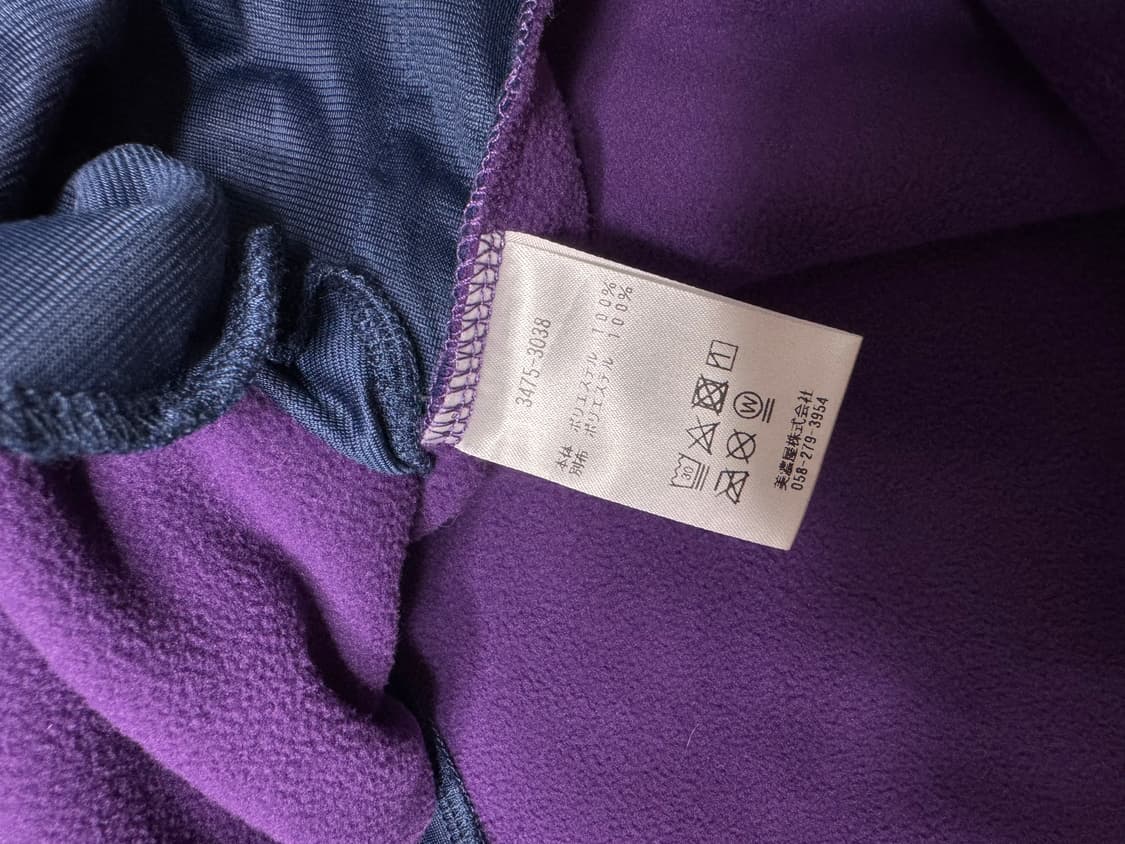 3475-3038
本体 ポリエステル 100%
別布 ポリエステル 100%
30
W
美濃屋株式会社
058-279-3954